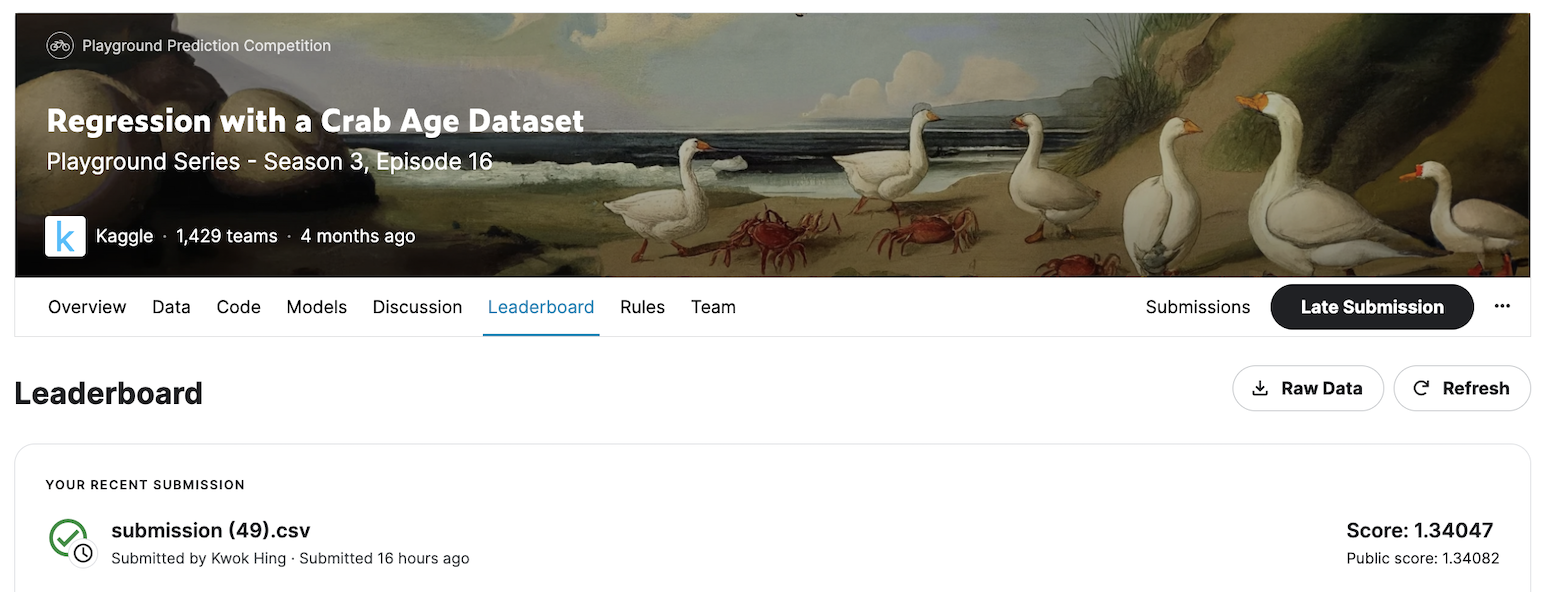 Playground Prediction Competition
Regression with a Crab Age Dataset
Playground Series - Season 3, Episode 16
k Kaggle · 1,429 teams · 4 months ago
Overview Data Code Models Discussion Leaderboard Rules Team Submissions Late Submission ···
Leaderboard Raw Data Refresh
YOUR RECENT SUBMISSION
submission (49).csv Score: 1.34047
Submitted by Kwok Hing · Submitted 16 hours ago Public score: 1.34082